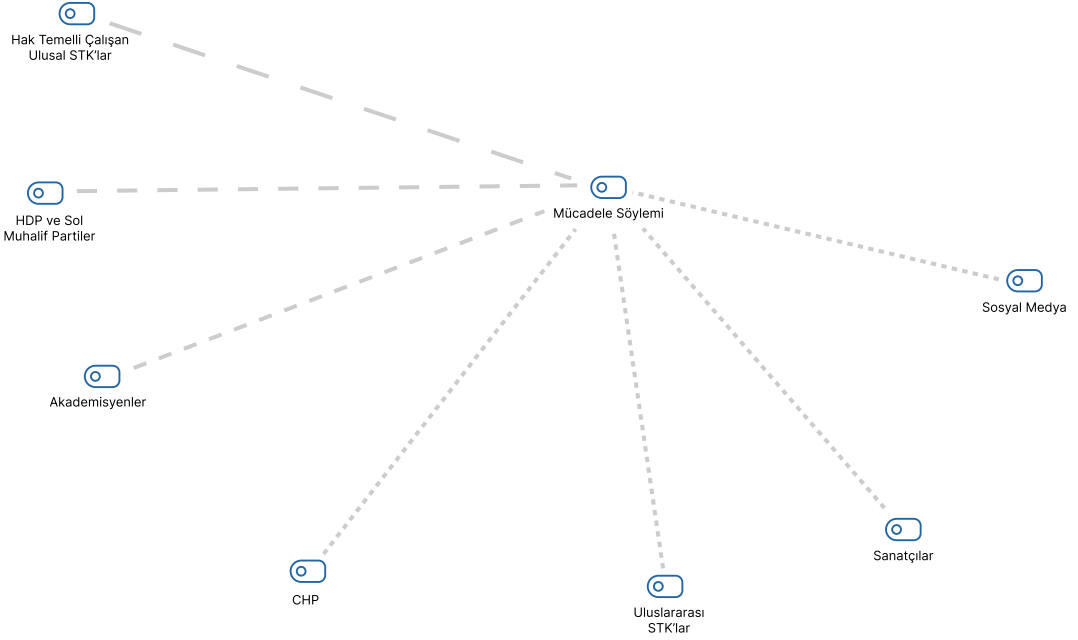 Hak Temelli Çalışan
Ulusal STK'lar
Mücadele Söylemi
HDP ve Sol
Muhalif Partiler
Sosyal Medya
Akademisyenler
Sanatçılar
CHP
Uluslararası
STK'lar